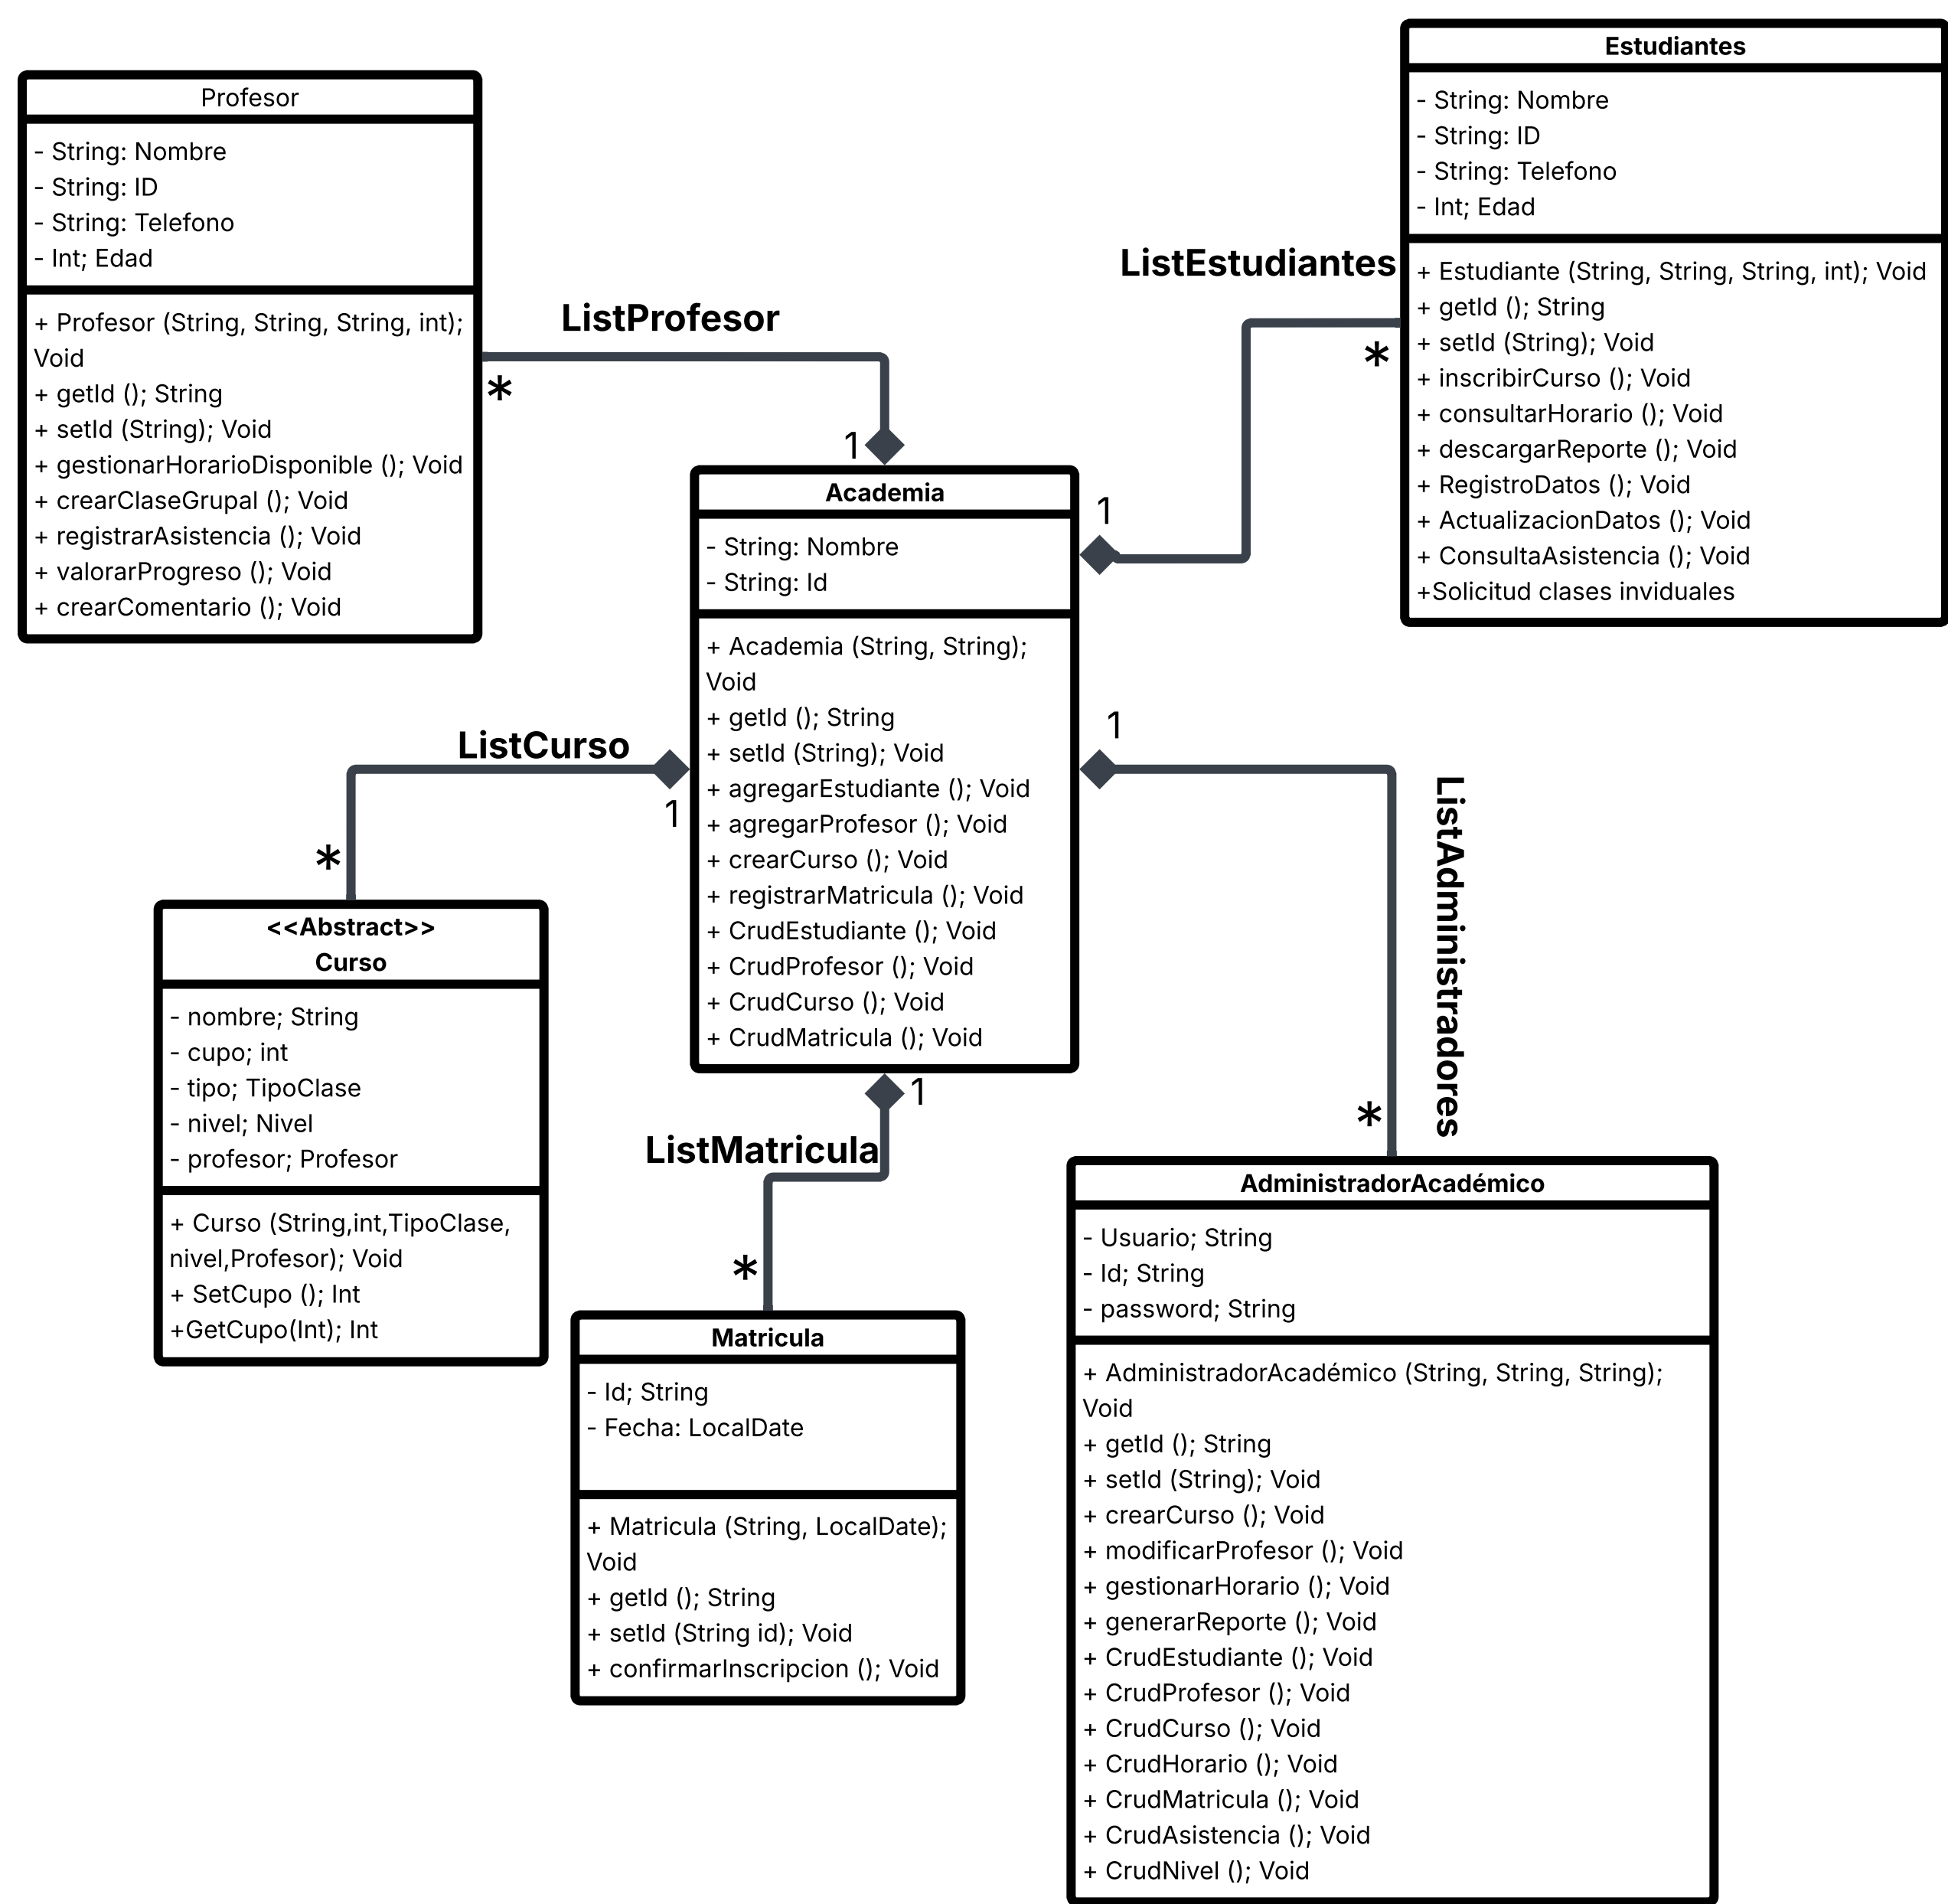 Profesor
- String: Nombre
- String: ID
- String: Telefono
- Int; Edad
+ Profesor (String, String, String, int);
Void
+ getId (); String
+ setId (String); Void
+ gestionarHorarioDisponible (); Void
+ crearClaseGrupal (); Void
+ registrarAsistencia (); Void
+ valorarProgreso (); Void
+ crearComentario (); Void
ListProfesor
*
1
Estudiantes
- String: Nombre
- String: ID
- String: Telefono
- Int; Edad
+ Estudiante (String, String, String, int); Void
+ getId (); String
+ setId (String); Void
+ inscribirCurso (); Void
+ consultarHorario (); Void
+ descargarReporte (); Void
+ RegistroDatos (); Void
+ ActualizacionDatos (); Void
+ ConsultaAsistencia (); Void
+Solicitud clases inviduales
ListEstudiantes
*
1
Academia
- String: Nombre
- String: Id
+ Academia (String, String);
Void
+ getId (); String
+ setId (String); Void
+ agregarEstudiante (); Void
+ agregarProfesor (); Void
+ crearCurso (); Void
+ registrarMatricula (); Void
+ CrudEstudiante (); Void
+ CrudProfesor (); Void
+ CrudCurso (); Void
+ CrudMatricula (); Void
ListCurso
1
*
<<Abstract>>
Curso
- nombre; String
- cupo; int
- tipo; TipoClase
- nivel; Nivel
- profesor; Profesor
+ Curso (String,int,TipoClase,
nivel,Profesor); Void
+ SetCupo (); Int
+GetCupo(Int); Int
1
ListMatricula
*
Matricula
- Id; String
- Fecha: LocalDate
+ Matricula (String, LocalDate);
Void
+ getId (); String
+ setId (String id); Void
+ confirmarInscripcion (); Void
1
ListAdministradores
*
AdministradorAcadémico
- Usuario; String
- Id; String
- password; String
+ AdministradorAcadémico (String, String, String);
Void
+ getId (); String
+ setId (String); Void
+ crearCurso (); Void
+ modificarProfesor (); Void
+ gestionarHorario (); Void
+ generarReporte (); Void
+ CrudEstudiante (); Void
+ CrudProfesor (); Void
+ CrudCurso (); Void
+ CrudHorario (); Void
+ CrudMatricula (); Void
+ CrudAsistencia (); Void
+ CrudNivel (); Void